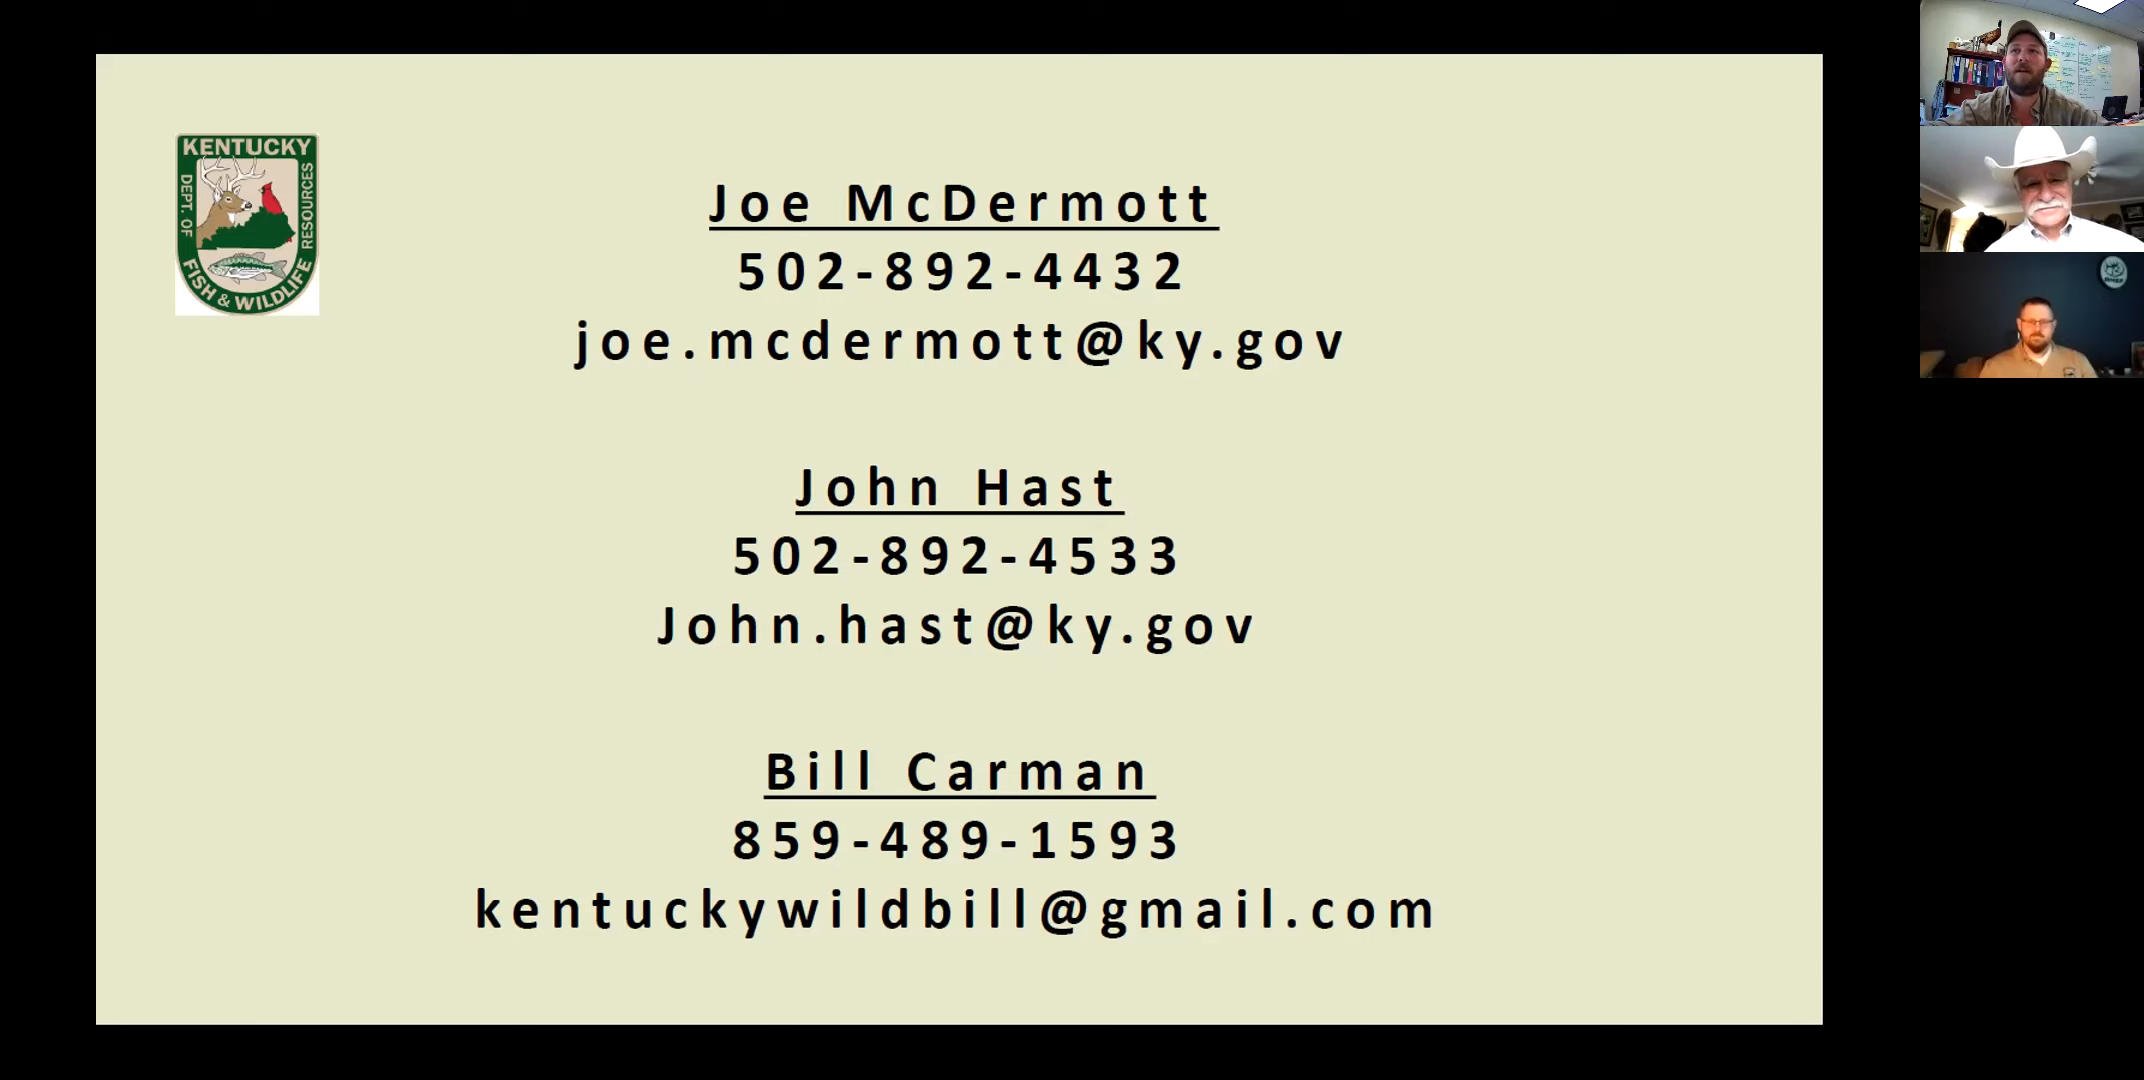 KENTUCKY
DEPT. OF
FISH & WILDLIFE
RESOURCES
Joe McDermott
502-892-4432
joe.mcdermott@ky.gov
John Hast
502-892-4533
John.hast@ky.gov
Bill Carman
859-489-1593
kentuckywildbill@gmail.com